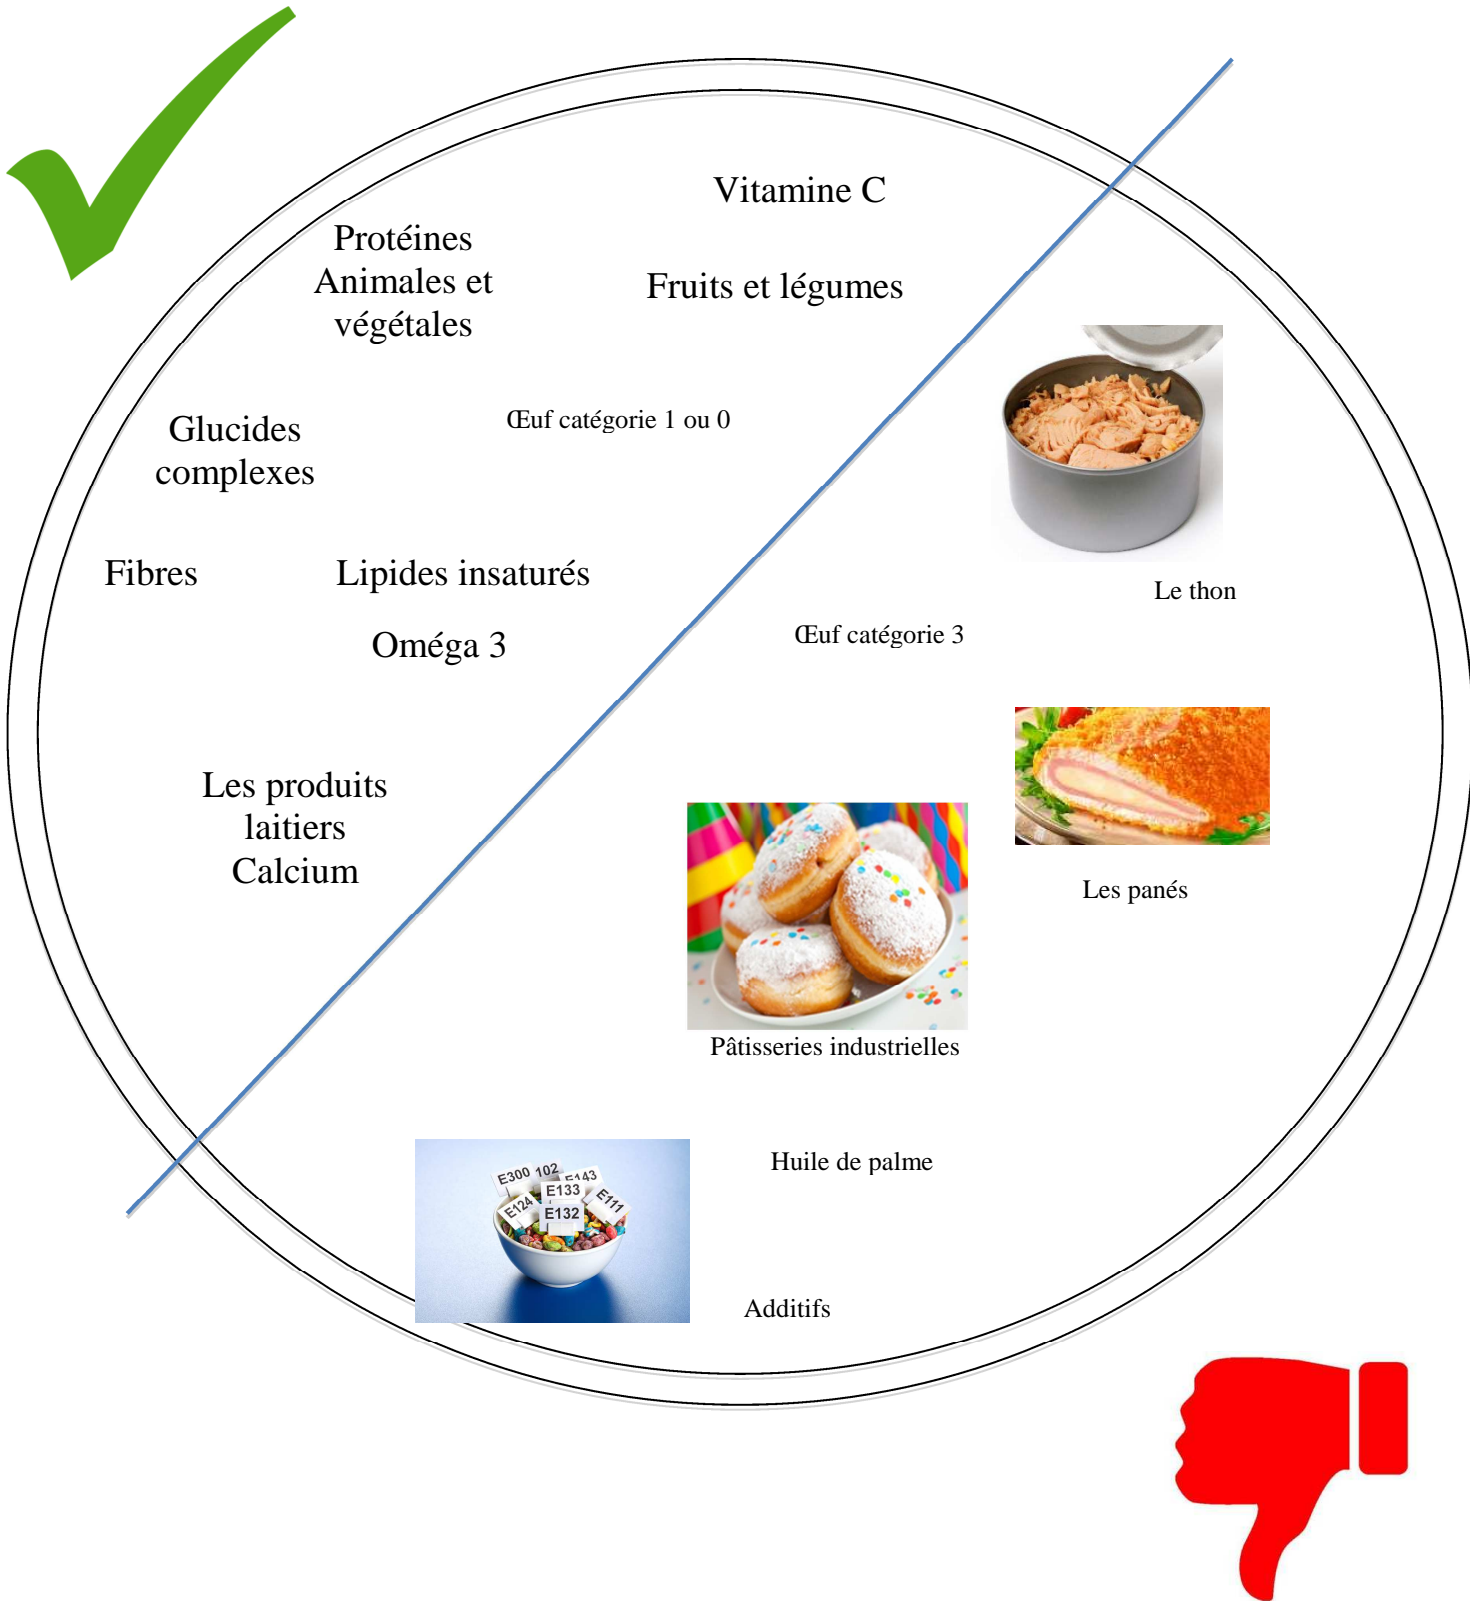 Vitamine C
Protéines
Animales et
végétales
Fruits et légumes
Œuf catégorie 1 ou 0
Glucides
complexes
Fibres
Lipides insaturés
Oméga 3
Les produits
laitiers
Calcium
Le thon
Œuf catégorie 3
Les panés
Pâtisseries industrielles
Huile de palme
E300 102
E143
E133
E124
E132
E111
Additifs